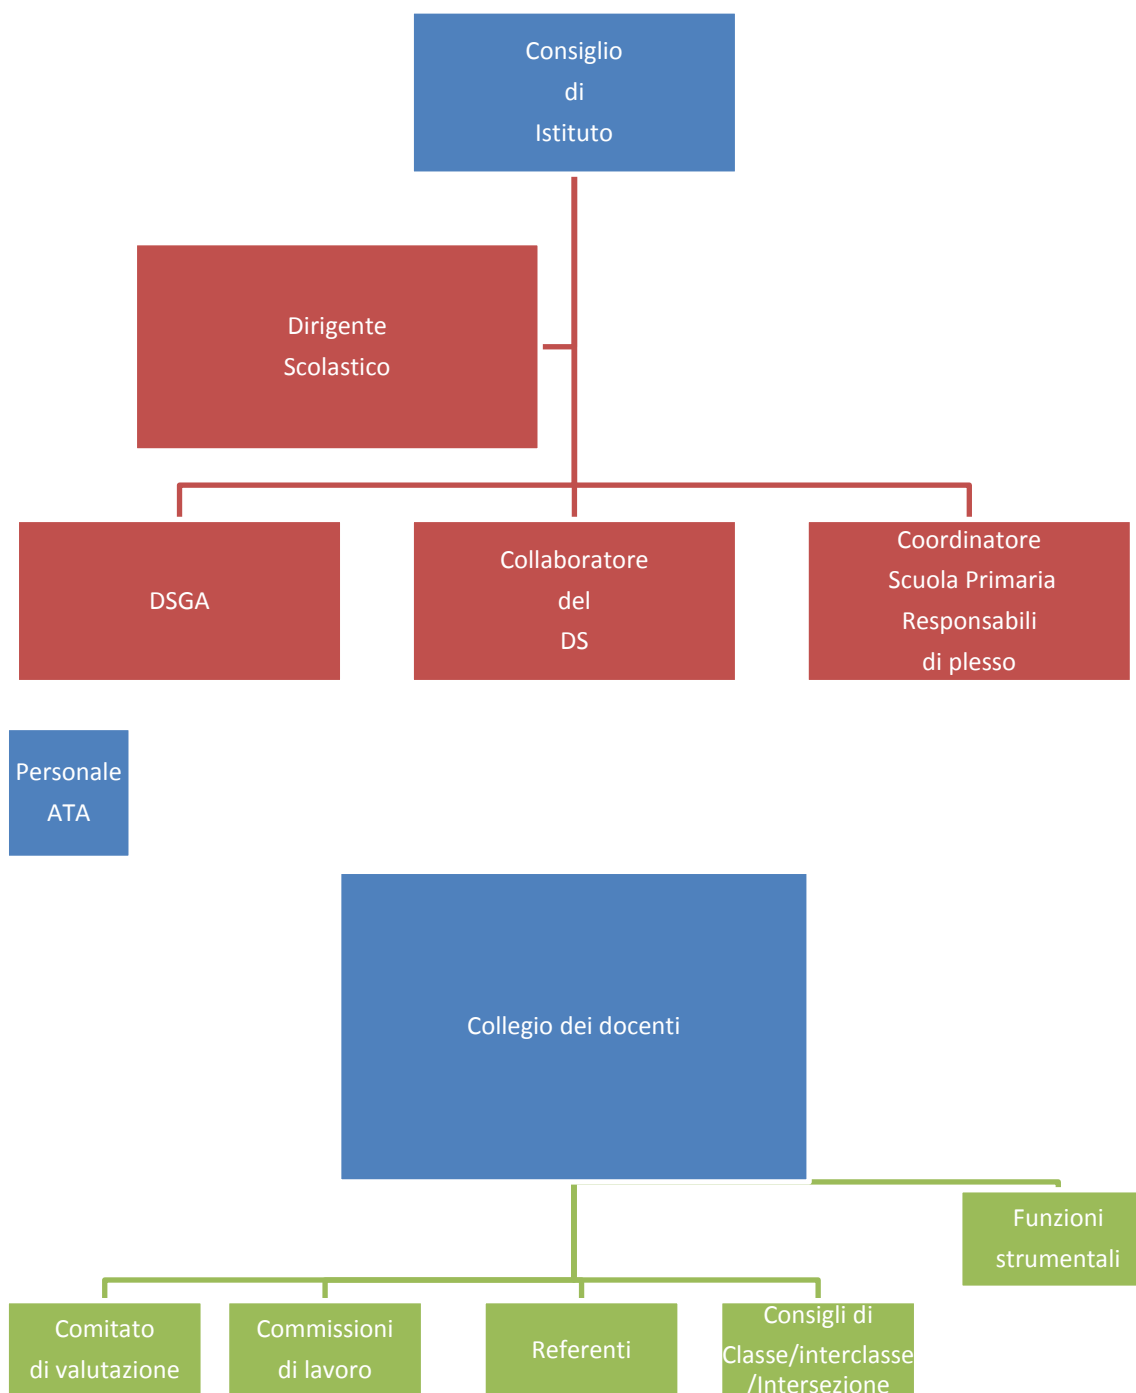 Consiglio
di
Istituto
Dirigente
Scolastico
DSGA
Collaboratore
del
DS
Coordinatore
Scuola Primaria
Responsabili
di plesso
Personale
ATA
Collegio dei docenti
Funzioni
strumentali
Comitato
di valutazione
Commissioni
di lavoro
Referenti
Consigli di
Classe/interclasse
/Intersezione